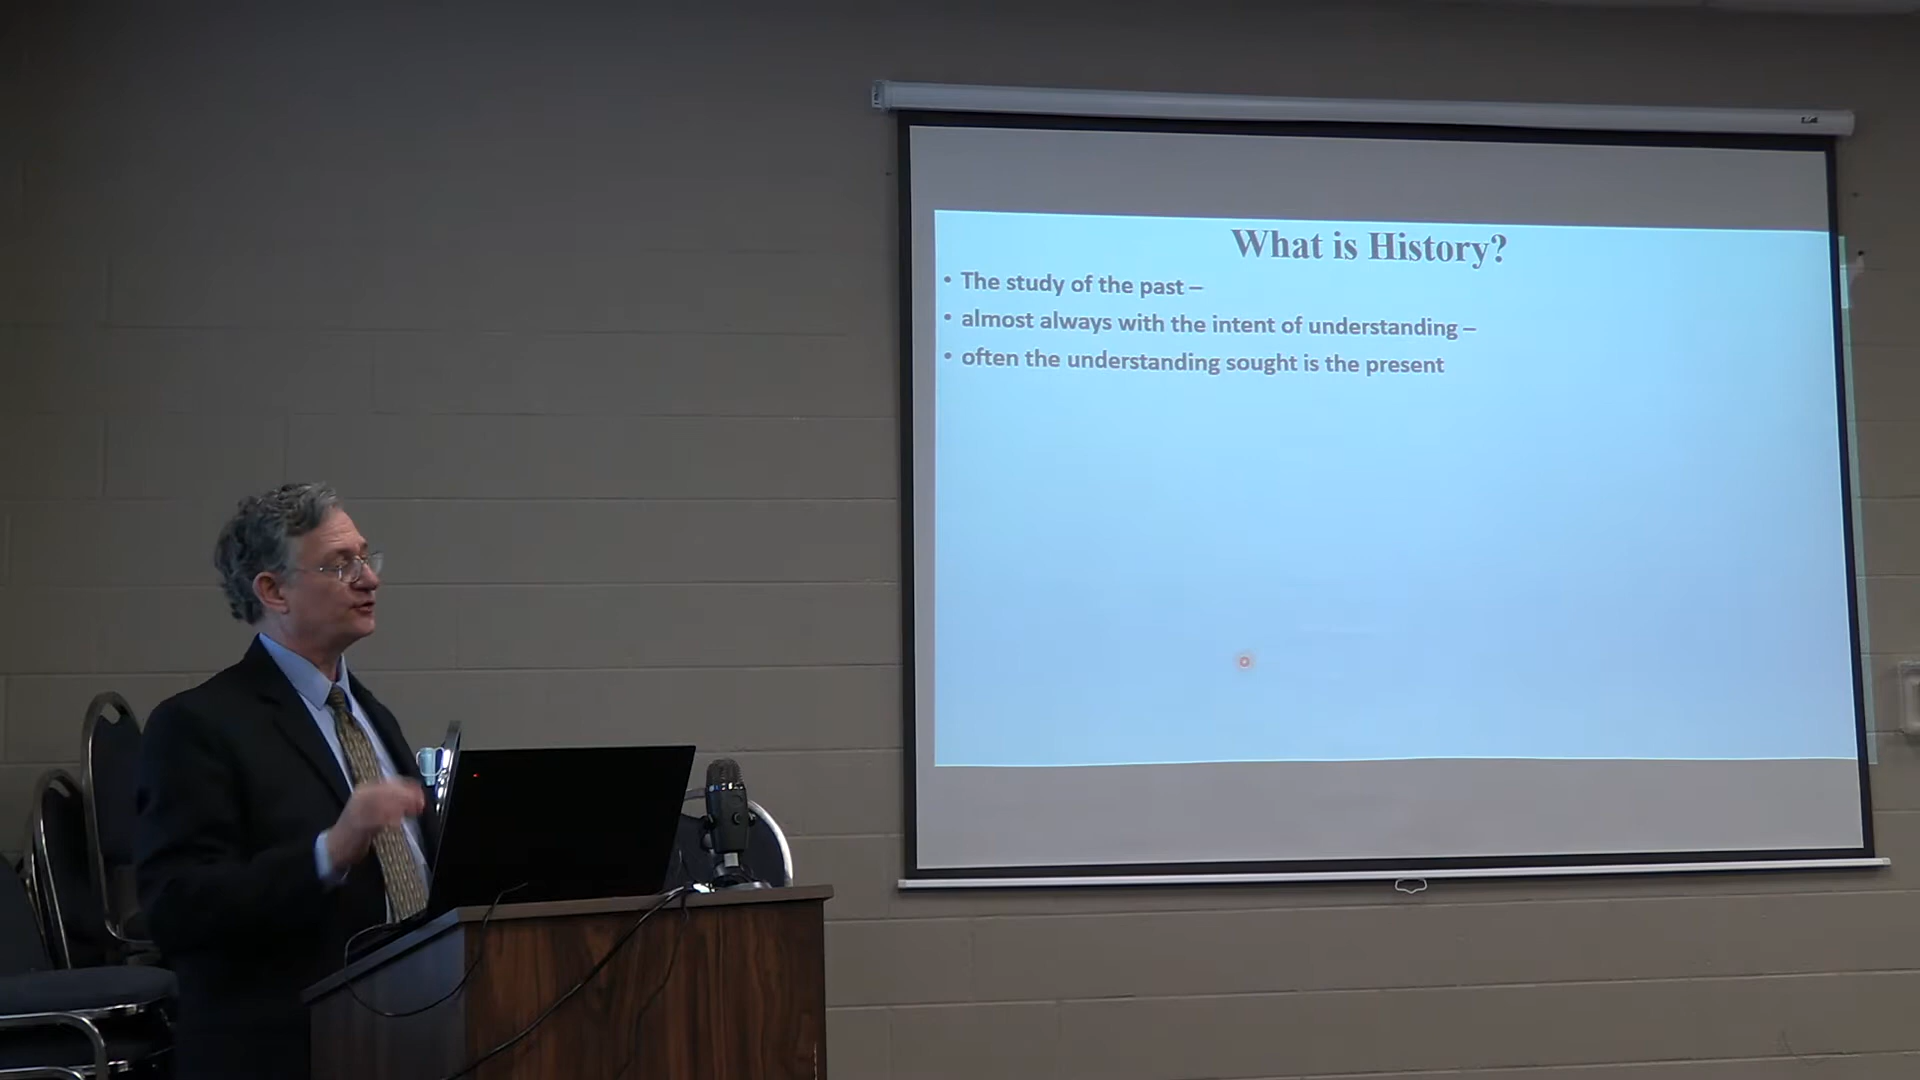 What is History?
• The study of the past –
• almost always with the intent of understanding –
• often the understanding sought is the present